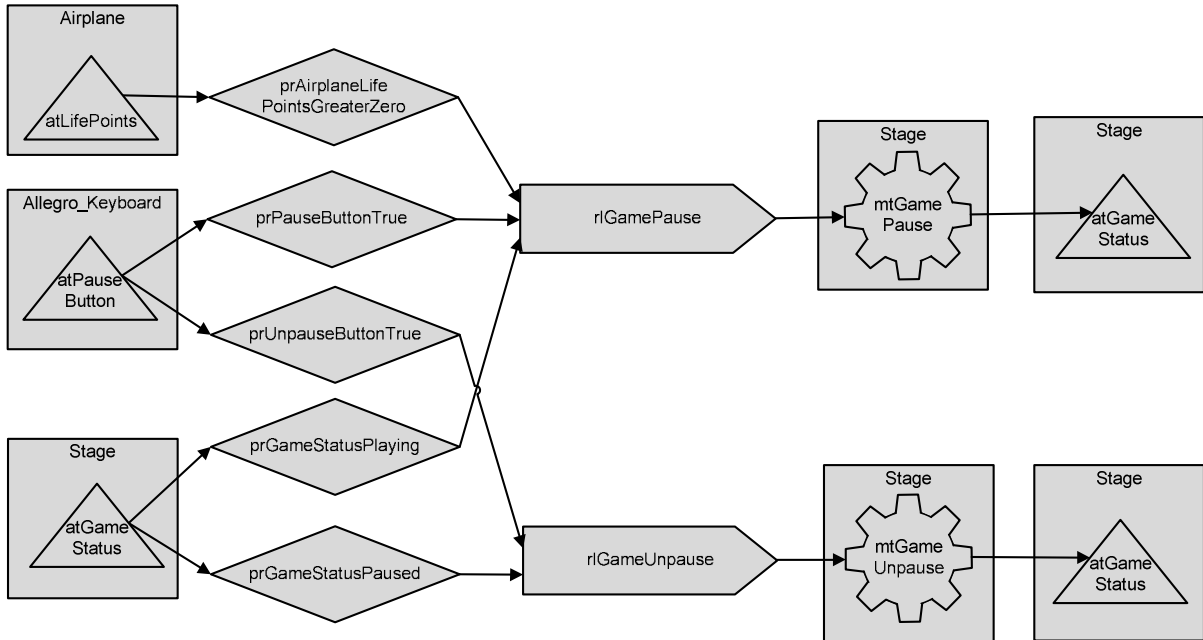 Airplane
atLifePoints
prAirplaneLife
PointsGreaterZero
Allegro_Keyboard
atPause
Button
prPauseButtonTrue
prUnpauseButtonTrue
Stage
atGame
Status
prGameStatusPlaying
prGameStatusPaused
rlGamePause
rlGameUnpause
Stage
mtGame
Pause
Stage
atGame
Status
Stage
mtGame
Unpause
Stage
atGame
Status